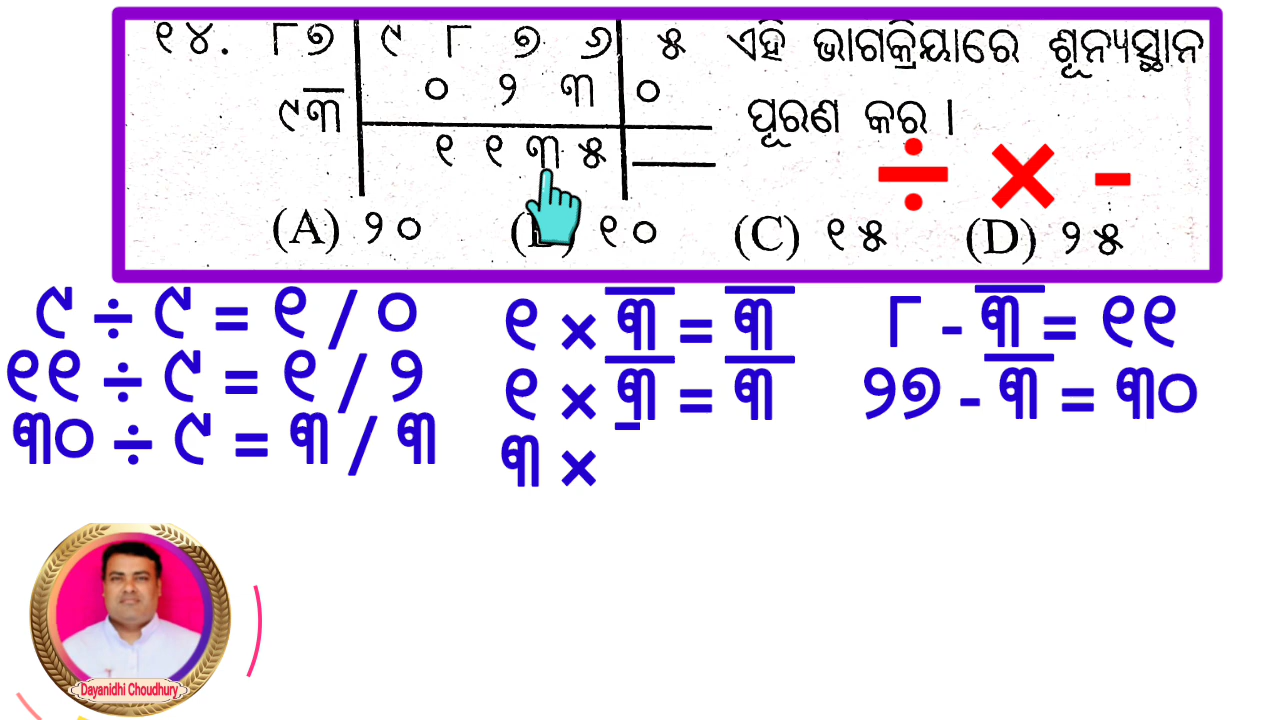 ୧୪. ୮୭ ୯ ୮ ୭ ୬ ୫ ଏହି ଭାଗକ୍ରିୟାରେ ଶୂନ୍ୟସ୍ଥାନ
୯୩̅ ୦ ୨ ୩ ୦ ପୂରଣ କର ।
୧ ୧ ୩ ୫ ___
÷ × -
(A) ୨୦ ୧୦ (C) ୧୫ (D) ୨୫
୯ ÷ ୯ = ୧ / ୦ ୧ × ୩̅ = ୩̅ ୮ - ୩̅ = ୧୧
୧୧ ÷ ୯ = ୧ / ୨ ୧ × ୩̅ = ୩̅ ୨୭ - ୩̅ = ୩୦
୩୦ ÷ ୯ = ୩ / ୩ ୩ ×
Dayanidhi Choudhury